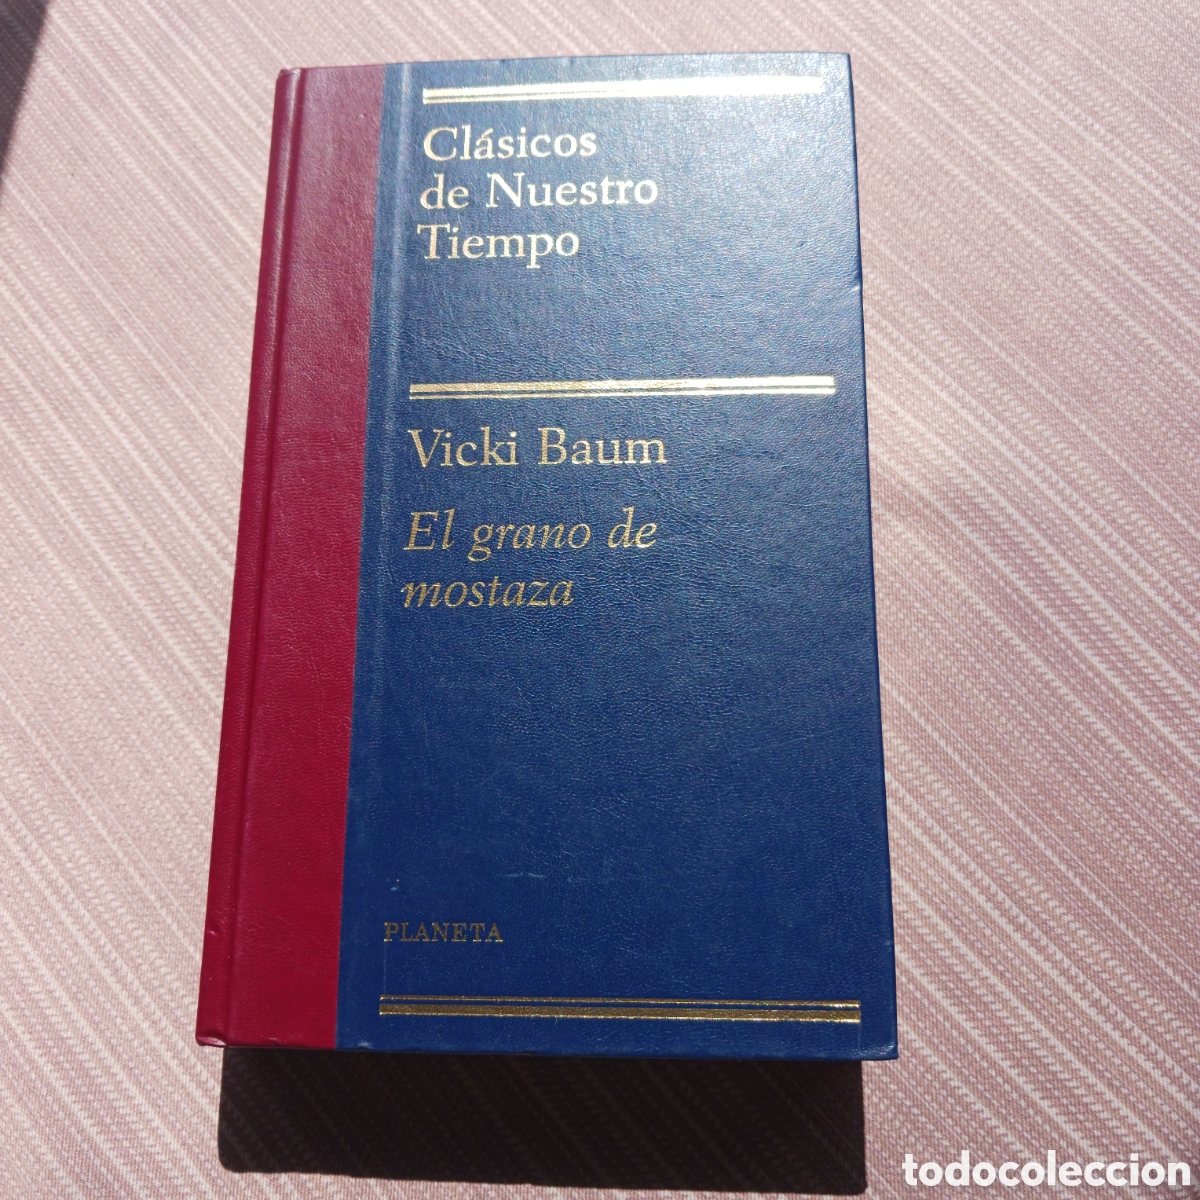 Clásicos
de Nuestro
Tiempo
Vicki Baum
El grano de
mostaza
PLANETA
todocoleccion